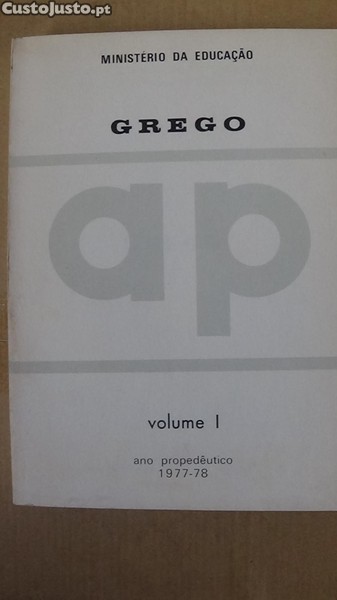 CustoJusto.pt
MINISTÉRIO DA EDUCAÇÃO
GREGO
ap
volume I
ano propedêutico
1977-78